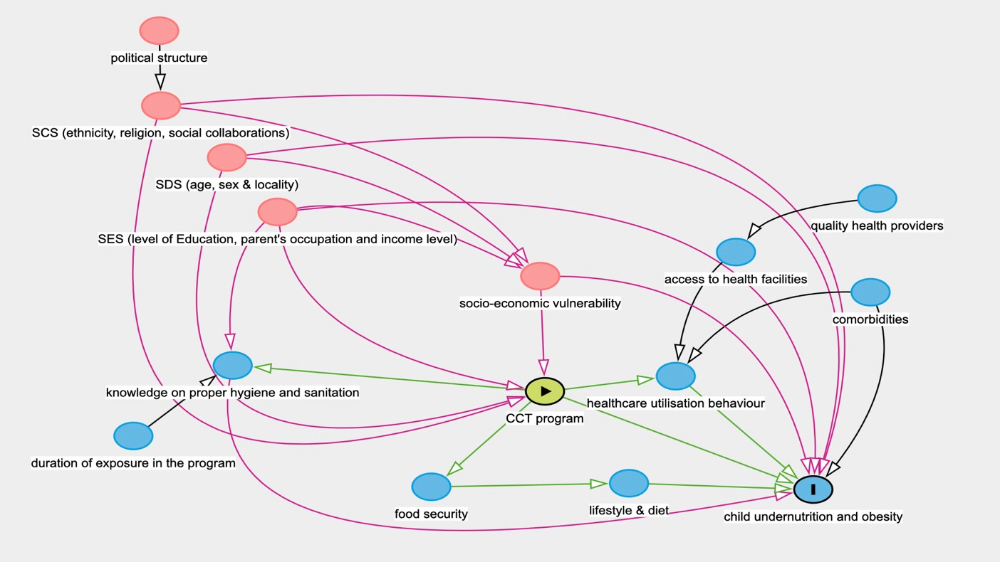 political structure
SCS (ethnicity, religion, social collaborations)
SDS (age, sex & locality)
quality health providers
SES (level of Education, parent's occupation and income level)
access to health facilities
socio-economic vulnerability
comorbidities
knowledge on proper hygiene and sanitation
healthcare utilisation behaviour
CCT program
duration of exposure in the program
food security
lifestyle & diet
child undernutrition and obesity